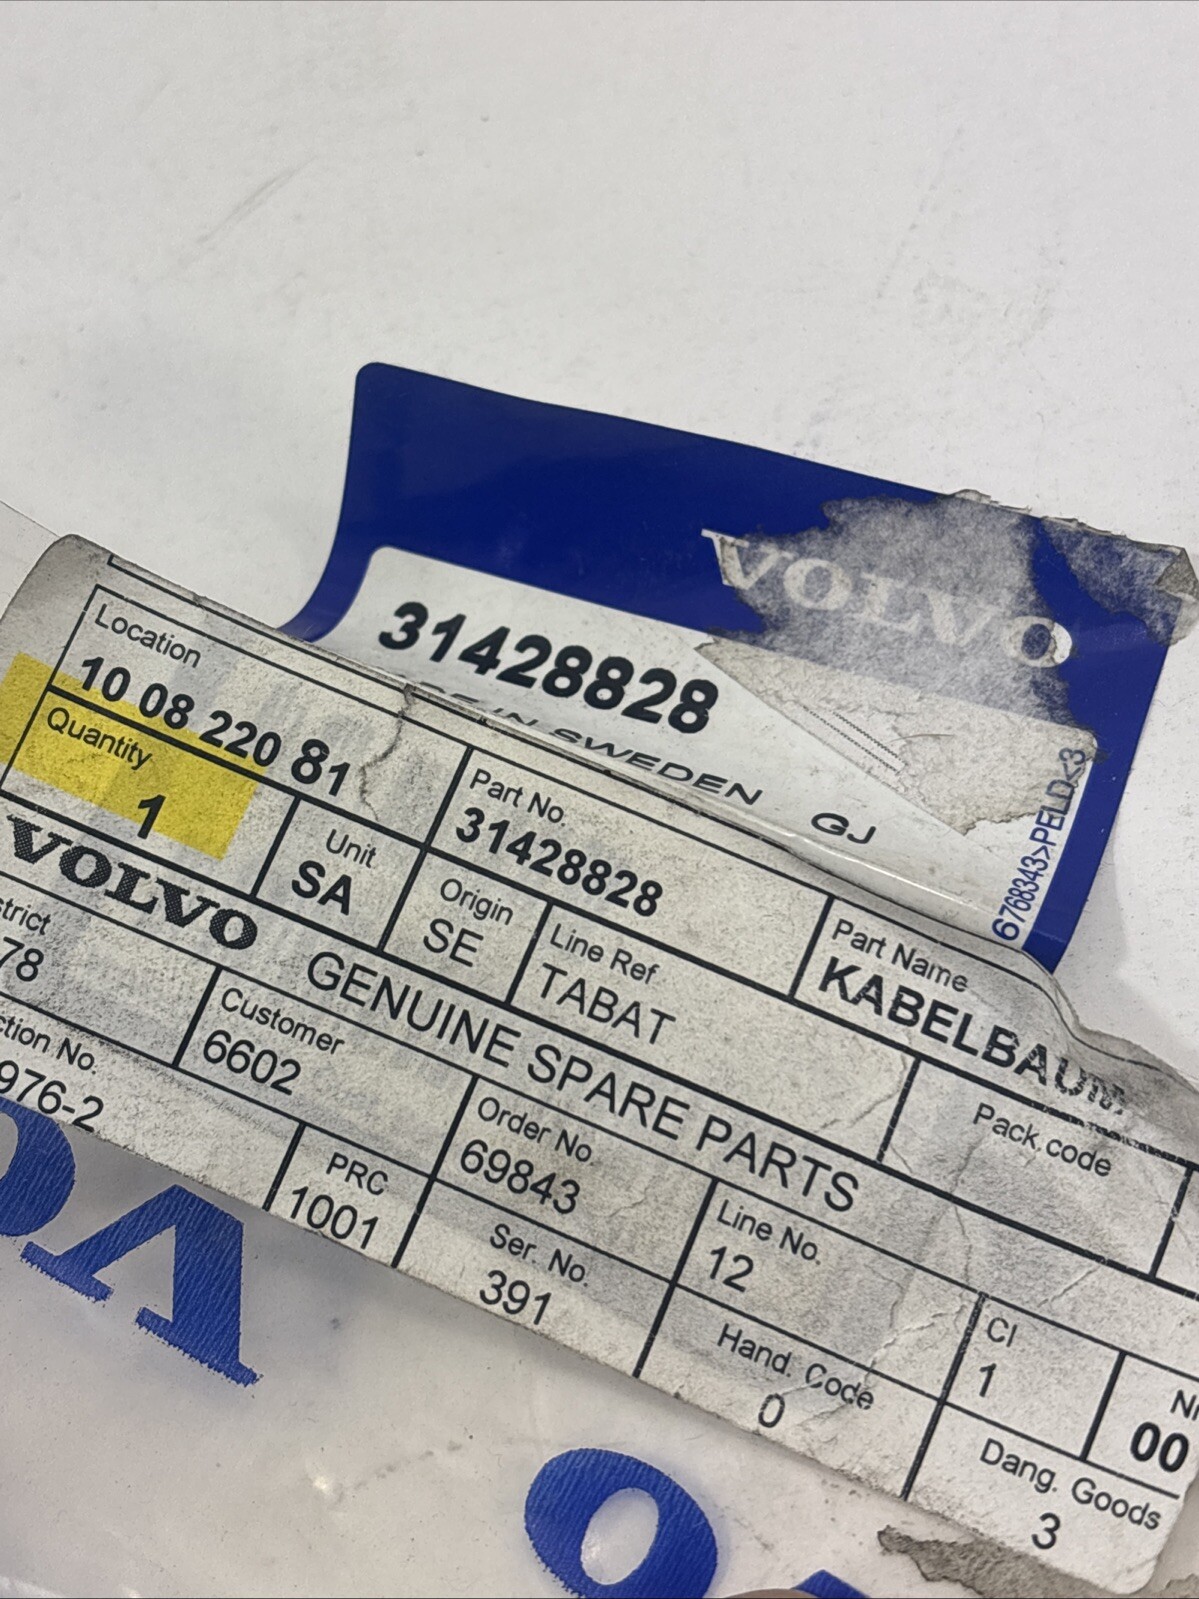 VOLVO
31428828
IN SWEDEN GJ
6768343>PELD<3
Location
10 08 220 81
Quantity
1
Unit
SA
Part No.
31428828
Origin
SE
Line Ref.
TABAT
Part Name
KABELBAUM
Pack.code
VOLVO GENUINE SPARE PARTS
78
Customer
6602
Order No.
69843
Line No.
12
CI
1
00
976-2
PRC
1001
Ser. No.
391
Hand. Code
0
Dang. Goods
3